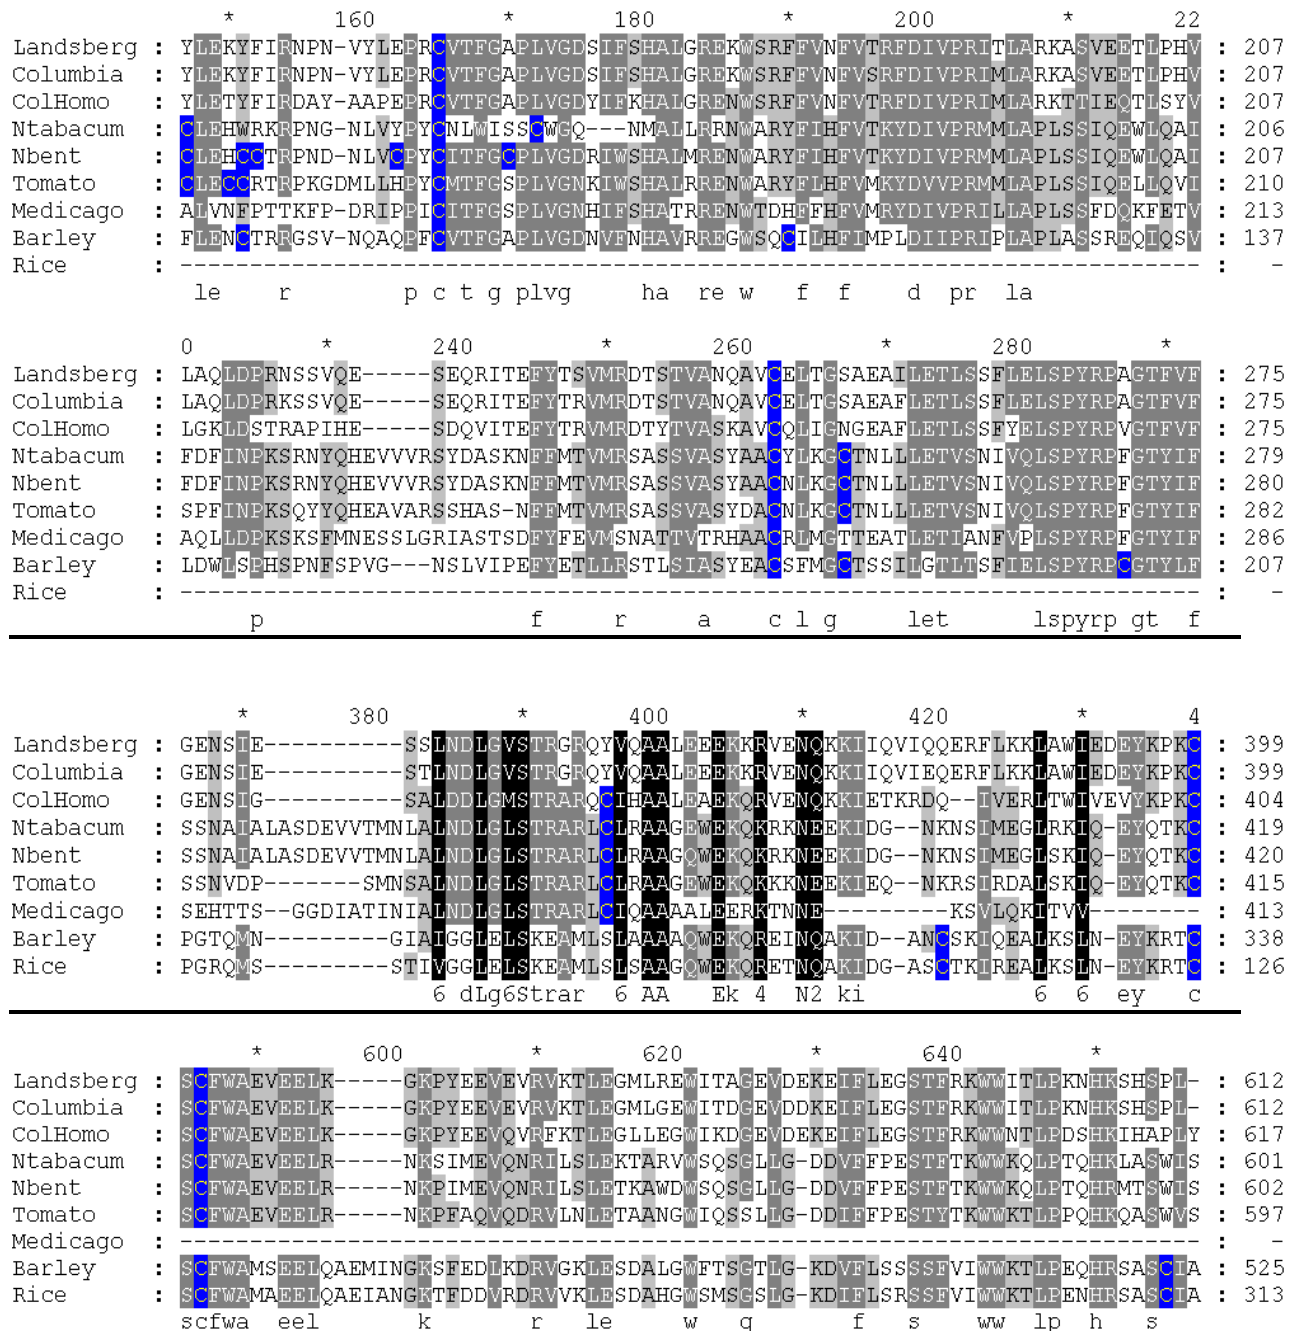 * 160 * 180 * 200 * 22
Landsberg : YLEKYFIRNPN-VYLEPRCVTFGAPLVGDSIFSHALGREKWSRFFVNFVTRFDIVPRITLARKASVEETLPHV : 207
Columbia : YLEKYFIRNPN-VYLEPRCVTFGAPLVGDSIFSHALGREKWSRFFVNFVSRFDIVPRIMLARKASVEETLPHV : 207
ColHomo : YLETYFIRDAY-AAPEPRCVTFGAPLVGDYIFKHALGRENWSRFFVNFVTRFDIVPRIMLARKTTIEQTLSYV : 207
Ntabacum : CLEHWRKRPNG-NLVYPYCNLWISSCWGQ---NMALLRRNWARYFIHFVTKYDIVPRMMLAPLSSIQEWLQAI : 206
Nbent : CLEHCCTRPND-NLVCPYCITFGCPLVGDRIWSHALMRENWARYFIHFVTKYDIVPRMMLAPLSSIQEWLQAI : 207
Tomato : CLECCRTRPKGDMLLHPYCMTFGSPLVGNKIWSHALRRENWARYFLHFVMKYDIVPRMMLAPLSSIQELLQVI : 210
Medicago : ALVNFPTTKFP-DRIPPICITFGSPLVGNHIFSHATRRENWTDHFFHFVMRYDIVPRILLAPLSSFDQKFETV : 213
Barley : FLENCTRRGSV-NQAQPFCVTFGAPLVGDNVFNHAVRREGWSQCILHFIMPLDIVPRIPLAPLASSREQIQSV : 137
Rice : ------------------------------------------------------------------------- : -
le r p c t g plvg ha re w f f d pr la
0 * 240 * 260 * 280 *
Landsberg : LAQLDPRNSSVQE-----SEQRITEFYTSVMRDTSTVANQAVCELTGSAEAILETLSSFLELSPYRPAGTFVF : 275
Columbia : LAQLDPRKSSVQE-----SEQRITEFYTRVMRDTSTVANQAVCELTGSAEAFLETLSSFLELSPYRPAGTFVF : 275
ColHomo : LGKLDSTRAPIHE-----SDQVITEFYTRVMRDTYTVASKAVCQLIGNGEAFLETLSSFYELSPYRPVGTFVF : 275
Ntabacum : FDFINPKSRNYQHEVVVRSYDASKNFFMTVMRSASSVASYAACYLKGCTNLLLETVSNIVQLSPYRPFGTYIF : 279
Nbent : FDFINPKSRNYQHEVVVRSYDASKNFFMTVMRSASSVASYAACNLKGCTNLLLETVSNIVQLSPYRPFGTYIF : 280
Tomato : SPFINPKSQYYQHEAVARSSHAS-NFFMTVMRSASSVASYDACNLKGCTNLLLETVSNIVQLSPYRPFGTYIF : 282
Medicago : AQLLDPKSKSFMNESSLGRIASTSDFYFEVMSNATTVTRHAACRLMGTTEATLETIANFVPLSPYRPFGTYIF : 286
Barley : LDWLSPHSPNFSPVG---NSLVIPEFYETLLRSTLSIASYEACSFMGCTSSILGTLTSFIELSPYRPCGTYLF : 207
Rice : ------------------------------------------------------------------------- : -
p f r a c l g let lspyrp gt f
* 380 * 400 * 420 * 4
Landsberg : GENSIE----------SSLNDLGVSTRGRQYVQAALEEEKKRVENQKKIIQVIQQERFLKKLAWIEDEYKPKC : 399
Columbia : GENSIE----------STLNDLGVSTRGRQYVQAALEEEKKRVENQKKIIQVIEQERFLKKLAWIEDEYKPKC : 399
ColHomo : GENSIG----------SALDDLGMSTRARQCIHAALEAEKQRVENQKKIETKRDQ--IVERLTWIVEVYKPKC : 404
Ntabacum : SSNAIALASDEVVTMNLALNDLGLSTRARLCLRAAGEWEKQKRKNEEKIDG--NKNSIMEGLRKIQ-EYQTKC : 419
Nbent : SSNAIALASDEVVTMNLALNDLGLSTRARLCLRAAGQWEKQKRKNEEKIDG--NKNSIMEGLSKIQ-EYQTKC : 420
Tomato : SSNVDP-------SMNSALNDLGLSTRARLCLRAAGEWEKQKKKNEEKIEQ--NKRSIRDALSKIQ-EYQTKC : 415
Medicago : SEHTTS--GGDIATINIALNDLGLSTRARLCIQAAAALEERKTNNE---------KSVLQKITVV-------- : 413
Barley : PGTQMN---------GIAIGGLELSKEAMLSLAAAAQWEKQREINQAKID--ANCSKIQEALKSLN-EYKRTC : 338
Rice : PGRQMS---------STIVGGLELSKEAMLSLSAAGQWEKQRETNQAKIDG-ASCTKIREALKSLN-EYKRTC : 126
6 dLg6Strar 6 AA Ek 4 N2 ki 6 6 ey c
* 600 * 620 * 640 *
Landsberg : SCFWAEVEELK-----GKPYEEVEVRVKTLEGMLREWITAGEVDEKEIFLEGSTFRKWWITLPKNHKSHSPL- : 612
Columbia : SCFWAEVEELK-----GKPYEEVEVRVKTLEGMLGEWITDGEVDDKEIFLEGSTFRKWWITLPKNHKSHSPL- : 612
ColHomo : SCFWAEVEELK-----GKPYEEVQVRFKTLEGLLEGWIKDGEVDEKEIFLEGSTFRKWWNTLPDSHKIHAPLY : 617
Ntabacum : SCFWAEVEELR-----NKSIMEVQNRILSLEKTARVWSQSGLLG-DDVFFPESTFTKWWKQLPTQHKLASWIS : 601
Nbent : SCFWAEVEELR-----NKPIMEVQNRILSLETKAWDWSQSGLLG-DDVFFPESTFTKWWKQLPTQHRMTSWIS : 602
Tomato : SCFWAEVEELR-----NKPFAQVQDRVLNLETAANGWIQSSLLG-DDIFFPESTYTKWWKTLPPQHKQASWVS : 597
Medicago : ------------------------------------------------------------------------- : -
Barley : SCFWAMSEELQAEMINGKSFEDLKDRVGKLESDALGWFTSGTLG-KDVFLSSSSFVIWWKTLPEQHRSASCIA : 525
Rice : SCFWAMAEELQAEIANGKTFDDVRDRVVKLESDAHGWSMSGSLG-KDIFLSRSSFVIWWKTLPENHRSASCIA : 313
scfwa eel k r le w g f s ww lp h s